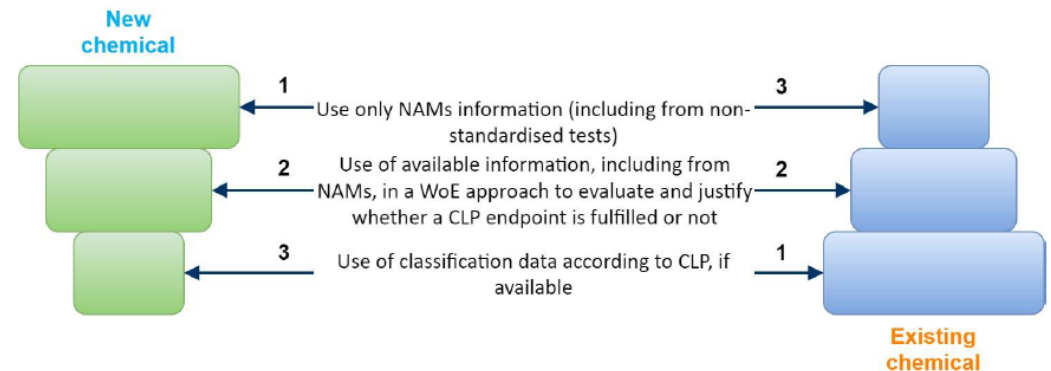 New
chemical
1
3
Use only NAMs information (including from non-
standardised tests)
2
Use of available information, including from
2
NAMs, in a WoE approach to evaluate and justify
whether a CLP endpoint is fulfilled or not
3
Use of classification data according to CLP, if
1
available
Existing
chemical